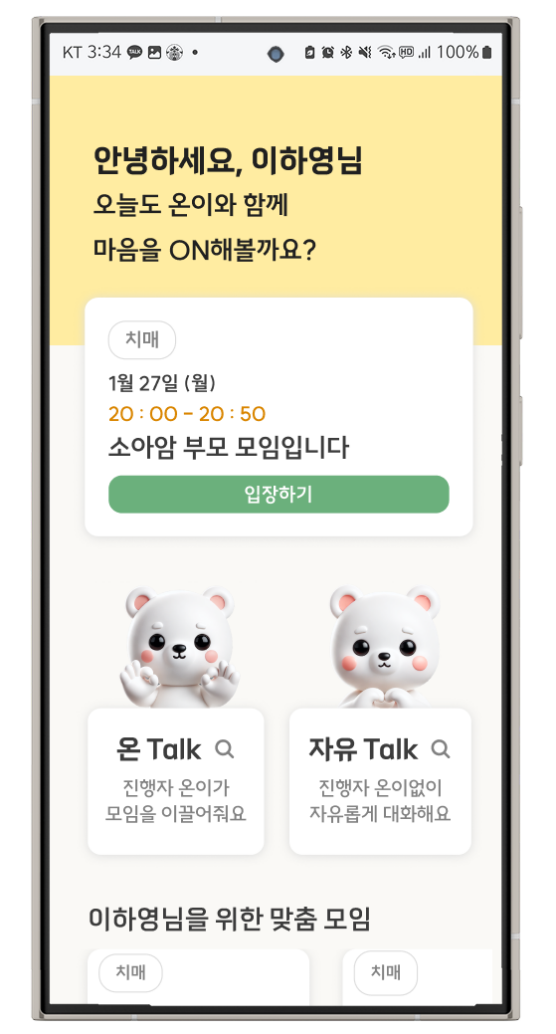 KT 3:34
HD 100%
안녕하세요, 이하영님
오늘도 온이와 함께
마음을 ON해볼까요?
치매
1월 27일 (월)
20 : 00 - 20 : 50
소아암 부모 모임입니다
입장하기
온 Talk
진행자 온이가
모임을 이끌어줘요
자유 Talk
진행자 온이없이
자유롭게 대화해요
이하영님을 위한 맞춤 모임
치매
치매